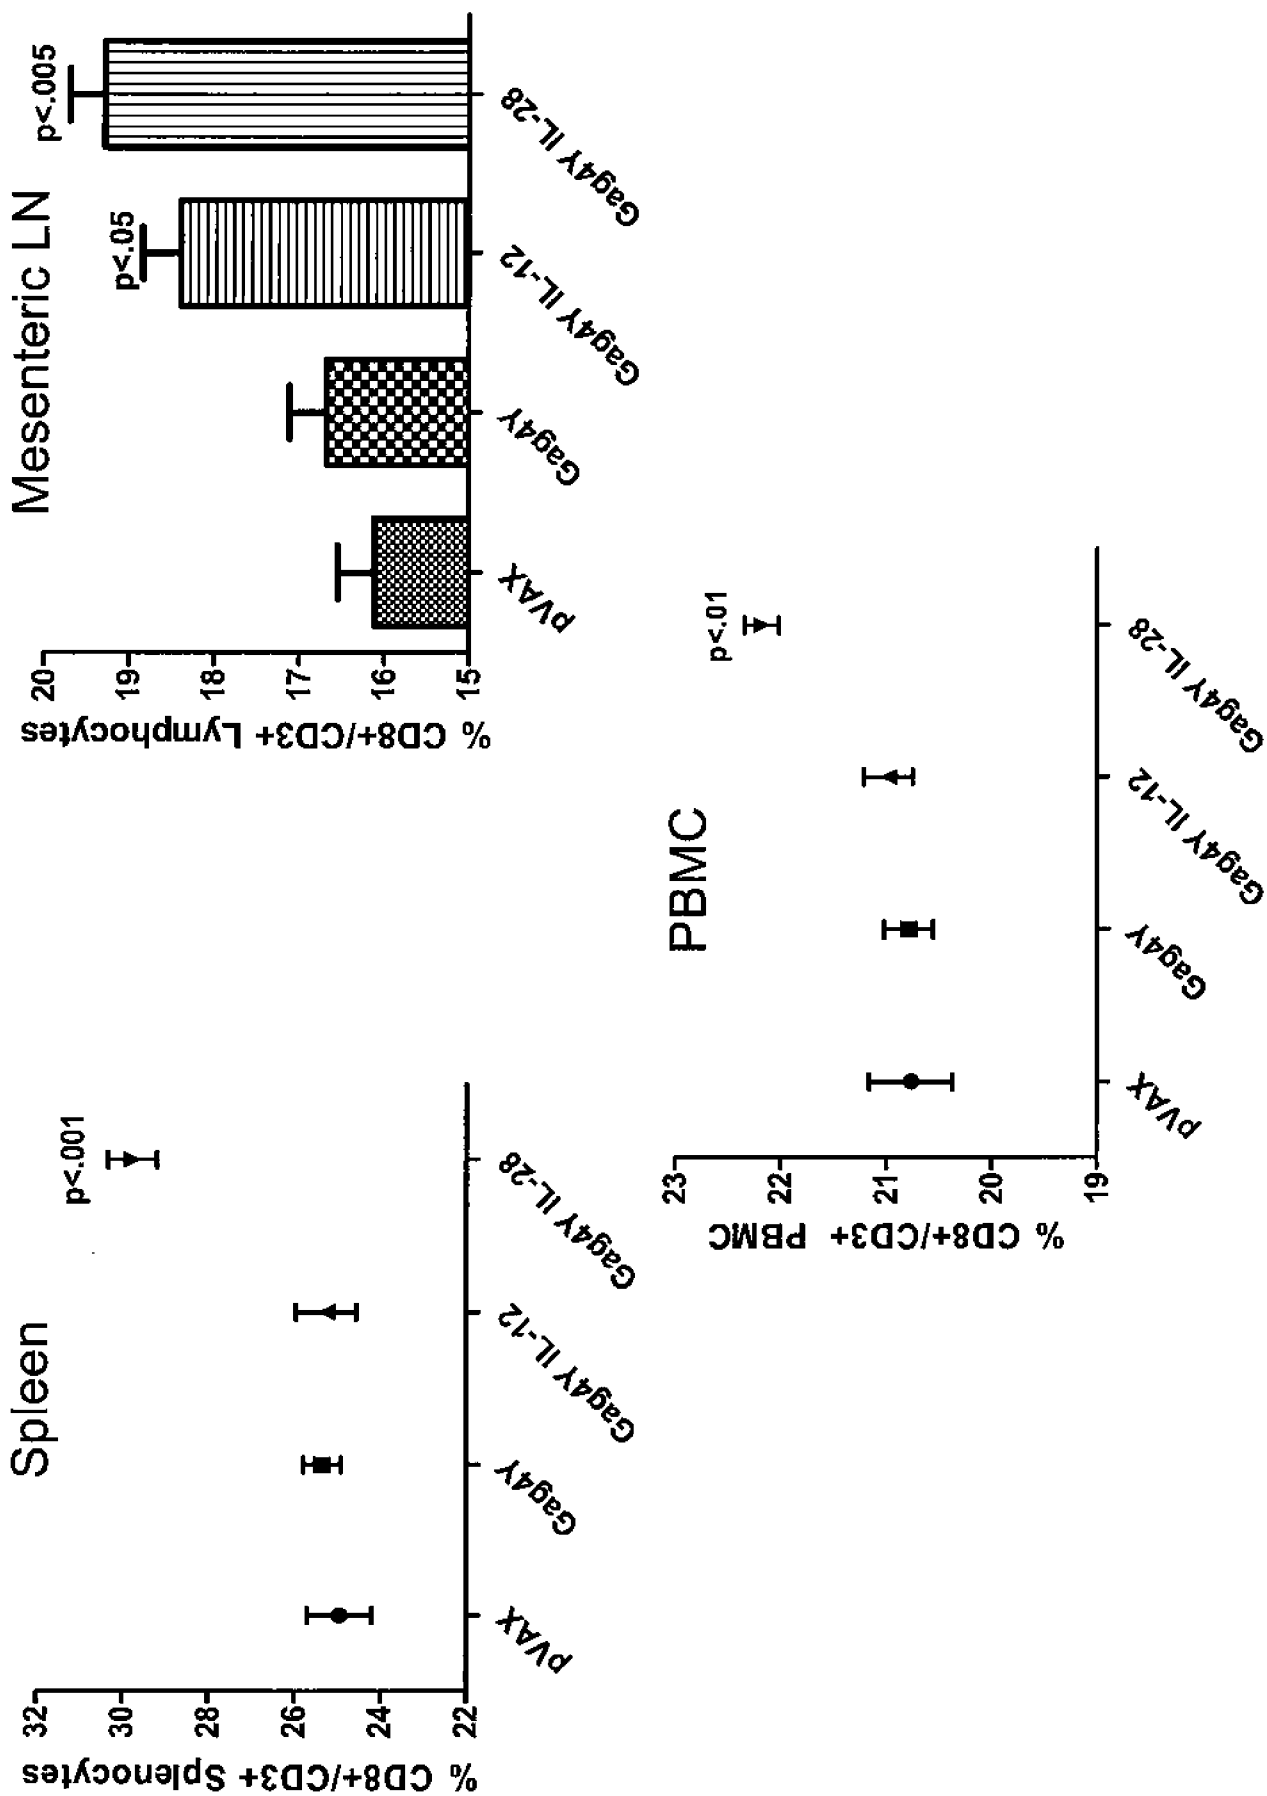 Spleen
% CD8+/CD3+ Splenocytes
32
30
28
26
24
22
p<.001
pVAX
Gag4Y
Gag4Y IL-12
Gag4Y IL-28
Mesenteric LN
% CD8+/CD3+ Lymphocytes
20
19
18
17
16
15
p<.05
p<.005
pVAX
Gag4Y
Gag4Y IL-12
Gag4Y IL-28
PBMC
% CD8+/CD3+ PBMC
23
22
21
20
19
p<.01
pVAX
Gag4Y
Gag4Y IL-12
Gag4Y IL-28